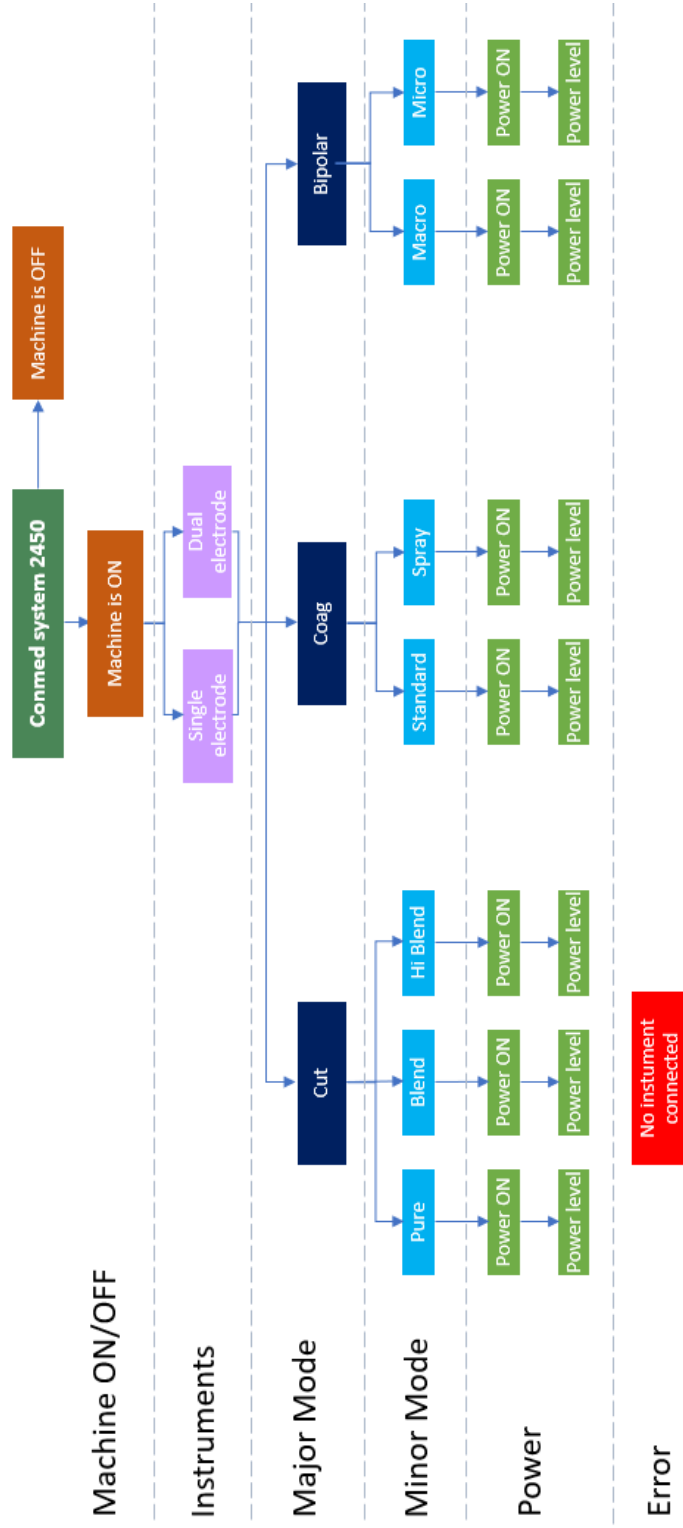 Conmed system 2450
Machine is OFF
Machine ON/OFF
Machine is ON
Instruments
Single
electrode
Dual
electrode
Major Mode
Cut
Coag
Bipolar
Minor Mode
Pure
Blend
Hi Blend
Standard
Spray
Macro
Micro
Power
Power ON
Power ON
Power ON
Power ON
Power ON
Power ON
Power ON
Power level
Power level
Power level
Power level
Power level
Power level
Power level
Error
No instument
connected